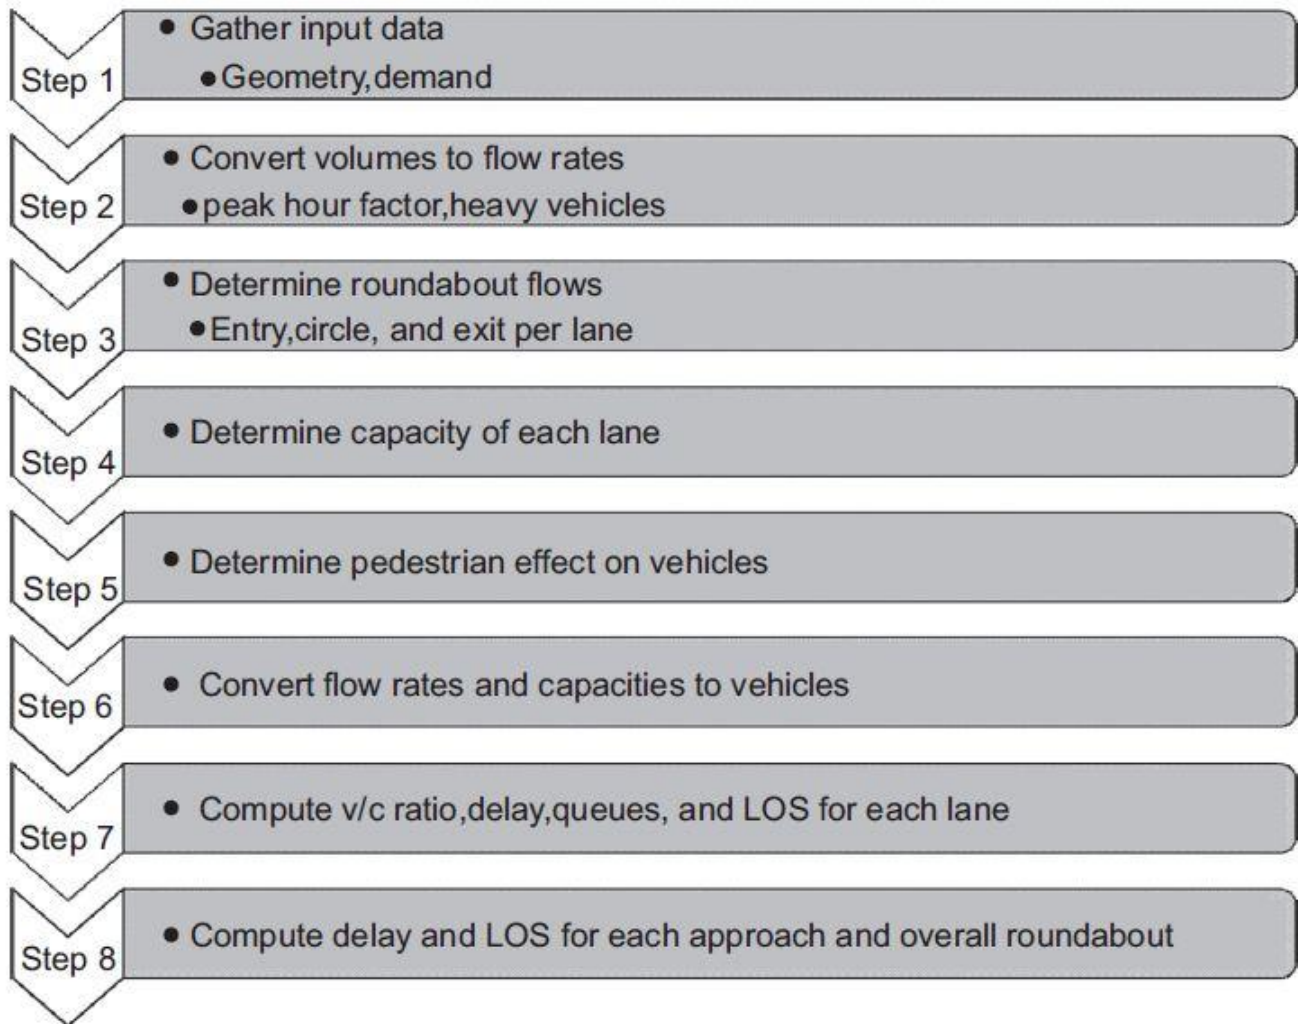 Step 1
• Gather input data
• Geometry,demand
Step 2
• Convert volumes to flow rates
• peak hour factor,heavy vehicles
Step 3
• Determine roundabout flows
• Entry,circle, and exit per lane
Step 4
• Determine capacity of each lane
Step 5
• Determine pedestrian effect on vehicles
Step 6
• Convert flow rates and capacities to vehicles
Step 7
• Compute v/c ratio,delay,queues, and LOS for each lane
Step 8
• Compute delay and LOS for each approach and overall roundabout